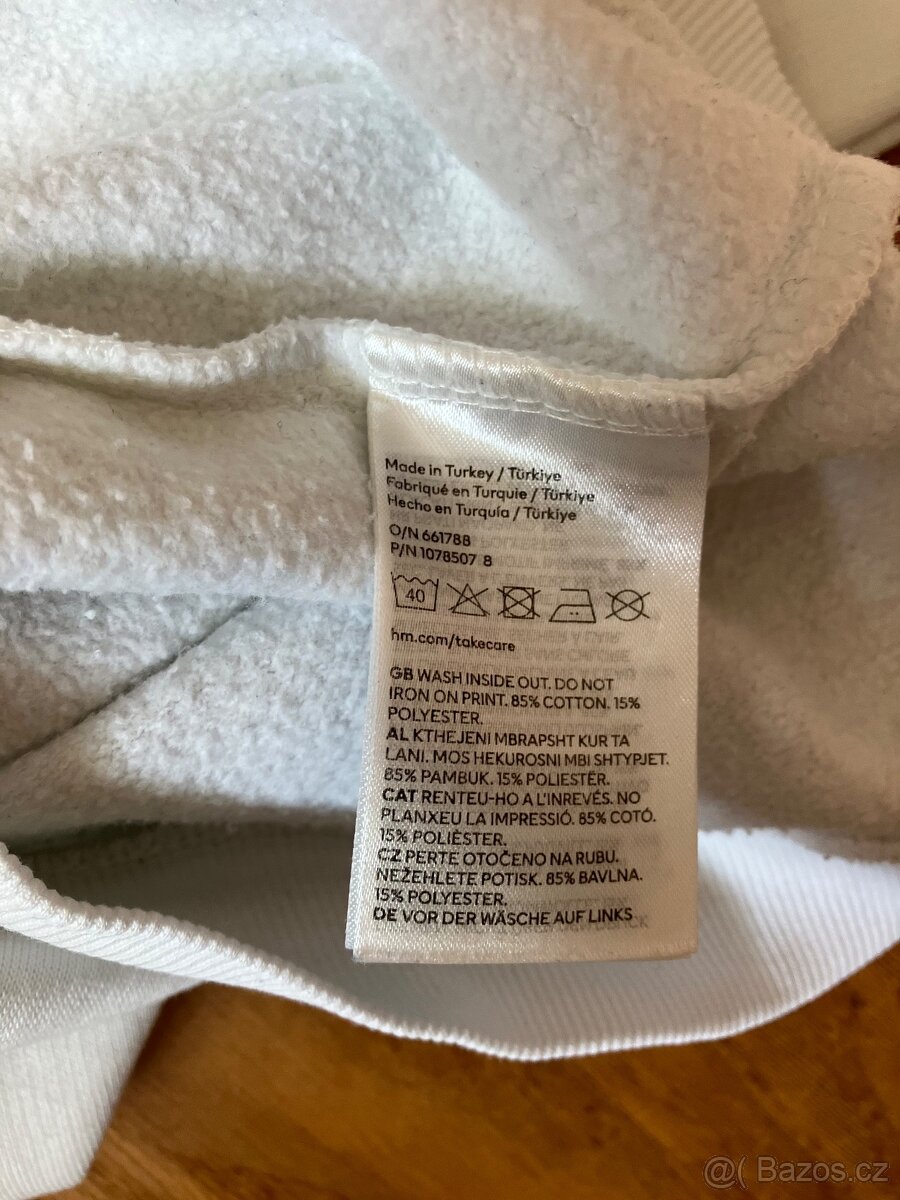 Made in Turkey / Türkiye
Fabriqué en Turquie / Türkiye
Hecho en Turquía / Türkiye
O/N 661788
P/N 1078507 8
40
hm.com/takecare
GB WASH INSIDE OUT. DO NOT
IRON ON PRINT. 85% COTTON. 15%
POLYESTER.
AL KTHEJENI MBRAPSHT KUR TA
LANI. MOS HEKUROSNI MBI SHTYPJET.
85% PAMBUK. 15% POLIESTËR.
CAT RENTEU-HO A L'INREVÉS. NO
PLANXEU LA IMPRESSIÓ. 85% COTÓ.
15% POLIÈSTER.
CZ PERTE OTOČENO NA RUBU.
NEŽEHLETE POTISK. 85% BAVLNA.
15% POLYESTER.
DE VOR DER WÄSCHE AUF LINKS
@( Bazos.cz